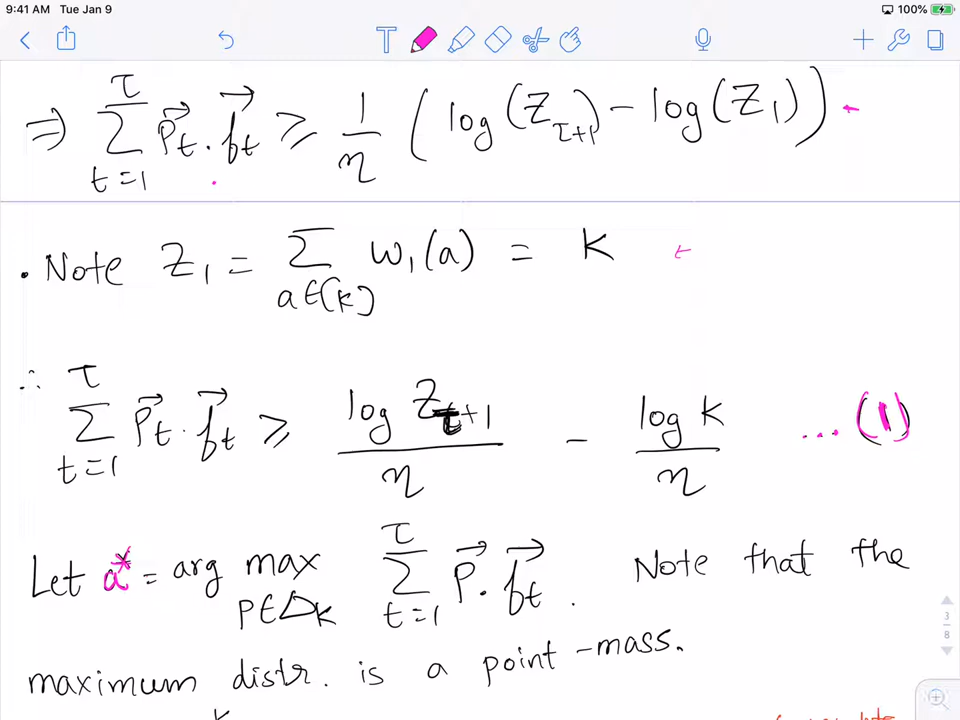 9:41 AM Tue Jan 9
100%
⇒ Σ_{t=1}^{τ} p⃗_t · f⃗_t ≥ 1/η (log(Z_{τ+1}) − log(Z_1))
• Note Z_1 = Σ_{a∈[k]} w_1(a) = K
∴ Σ_{t=1}^{τ} p⃗_t · f⃗_t ≥ log Z_{τ+1} / η − log K / η ... (1)
Let a* = arg max_{p∈Δ_K} Σ_{t=1}^{τ} p⃗ · f⃗_t . Note that the
3
8
maximum distr. is a point-mass.